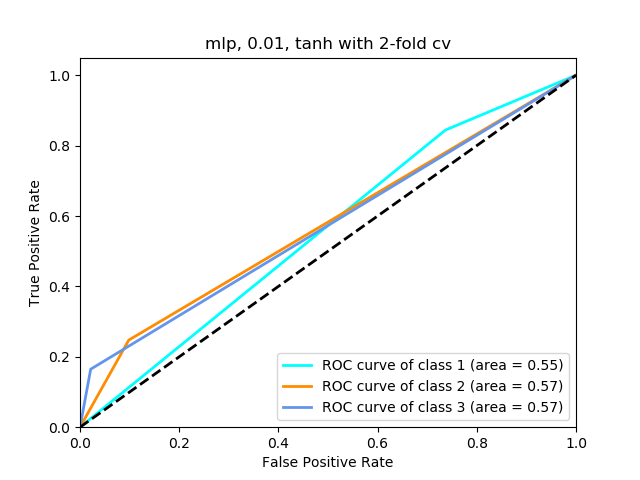 mlp, 0.01, tanh with 2-fold cv
True Positive Rate
1.0
0.8
0.6
0.4
0.2
0.0
ROC curve of class 1 (area = 0.55)
ROC curve of class 2 (area = 0.57)
ROC curve of class 3 (area = 0.57)
0.0 0.2 0.4 0.6 0.8 1.0
False Positive Rate